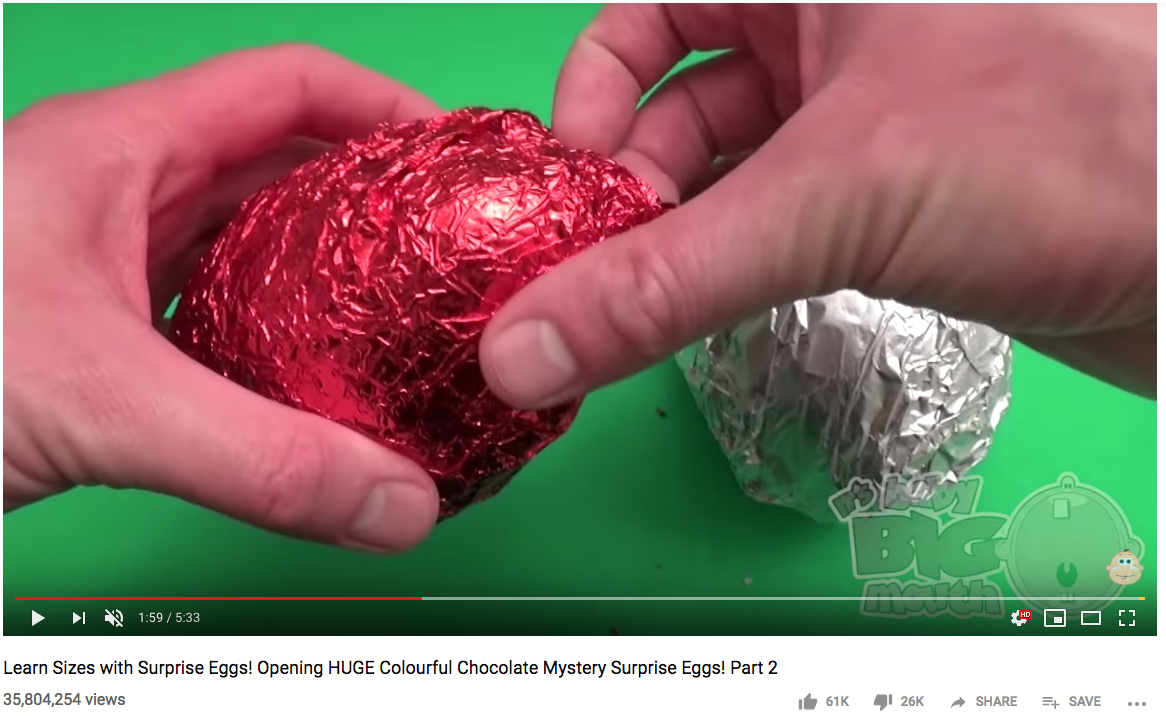 It's baby
BIG
mouth
HD
1:59 / 5:33
Learn Sizes with Surprise Eggs! Opening HUGE Colourful Chocolate Mystery Surprise Eggs! Part 2
35,804,254 views
61K
26K
SHARE
SAVE